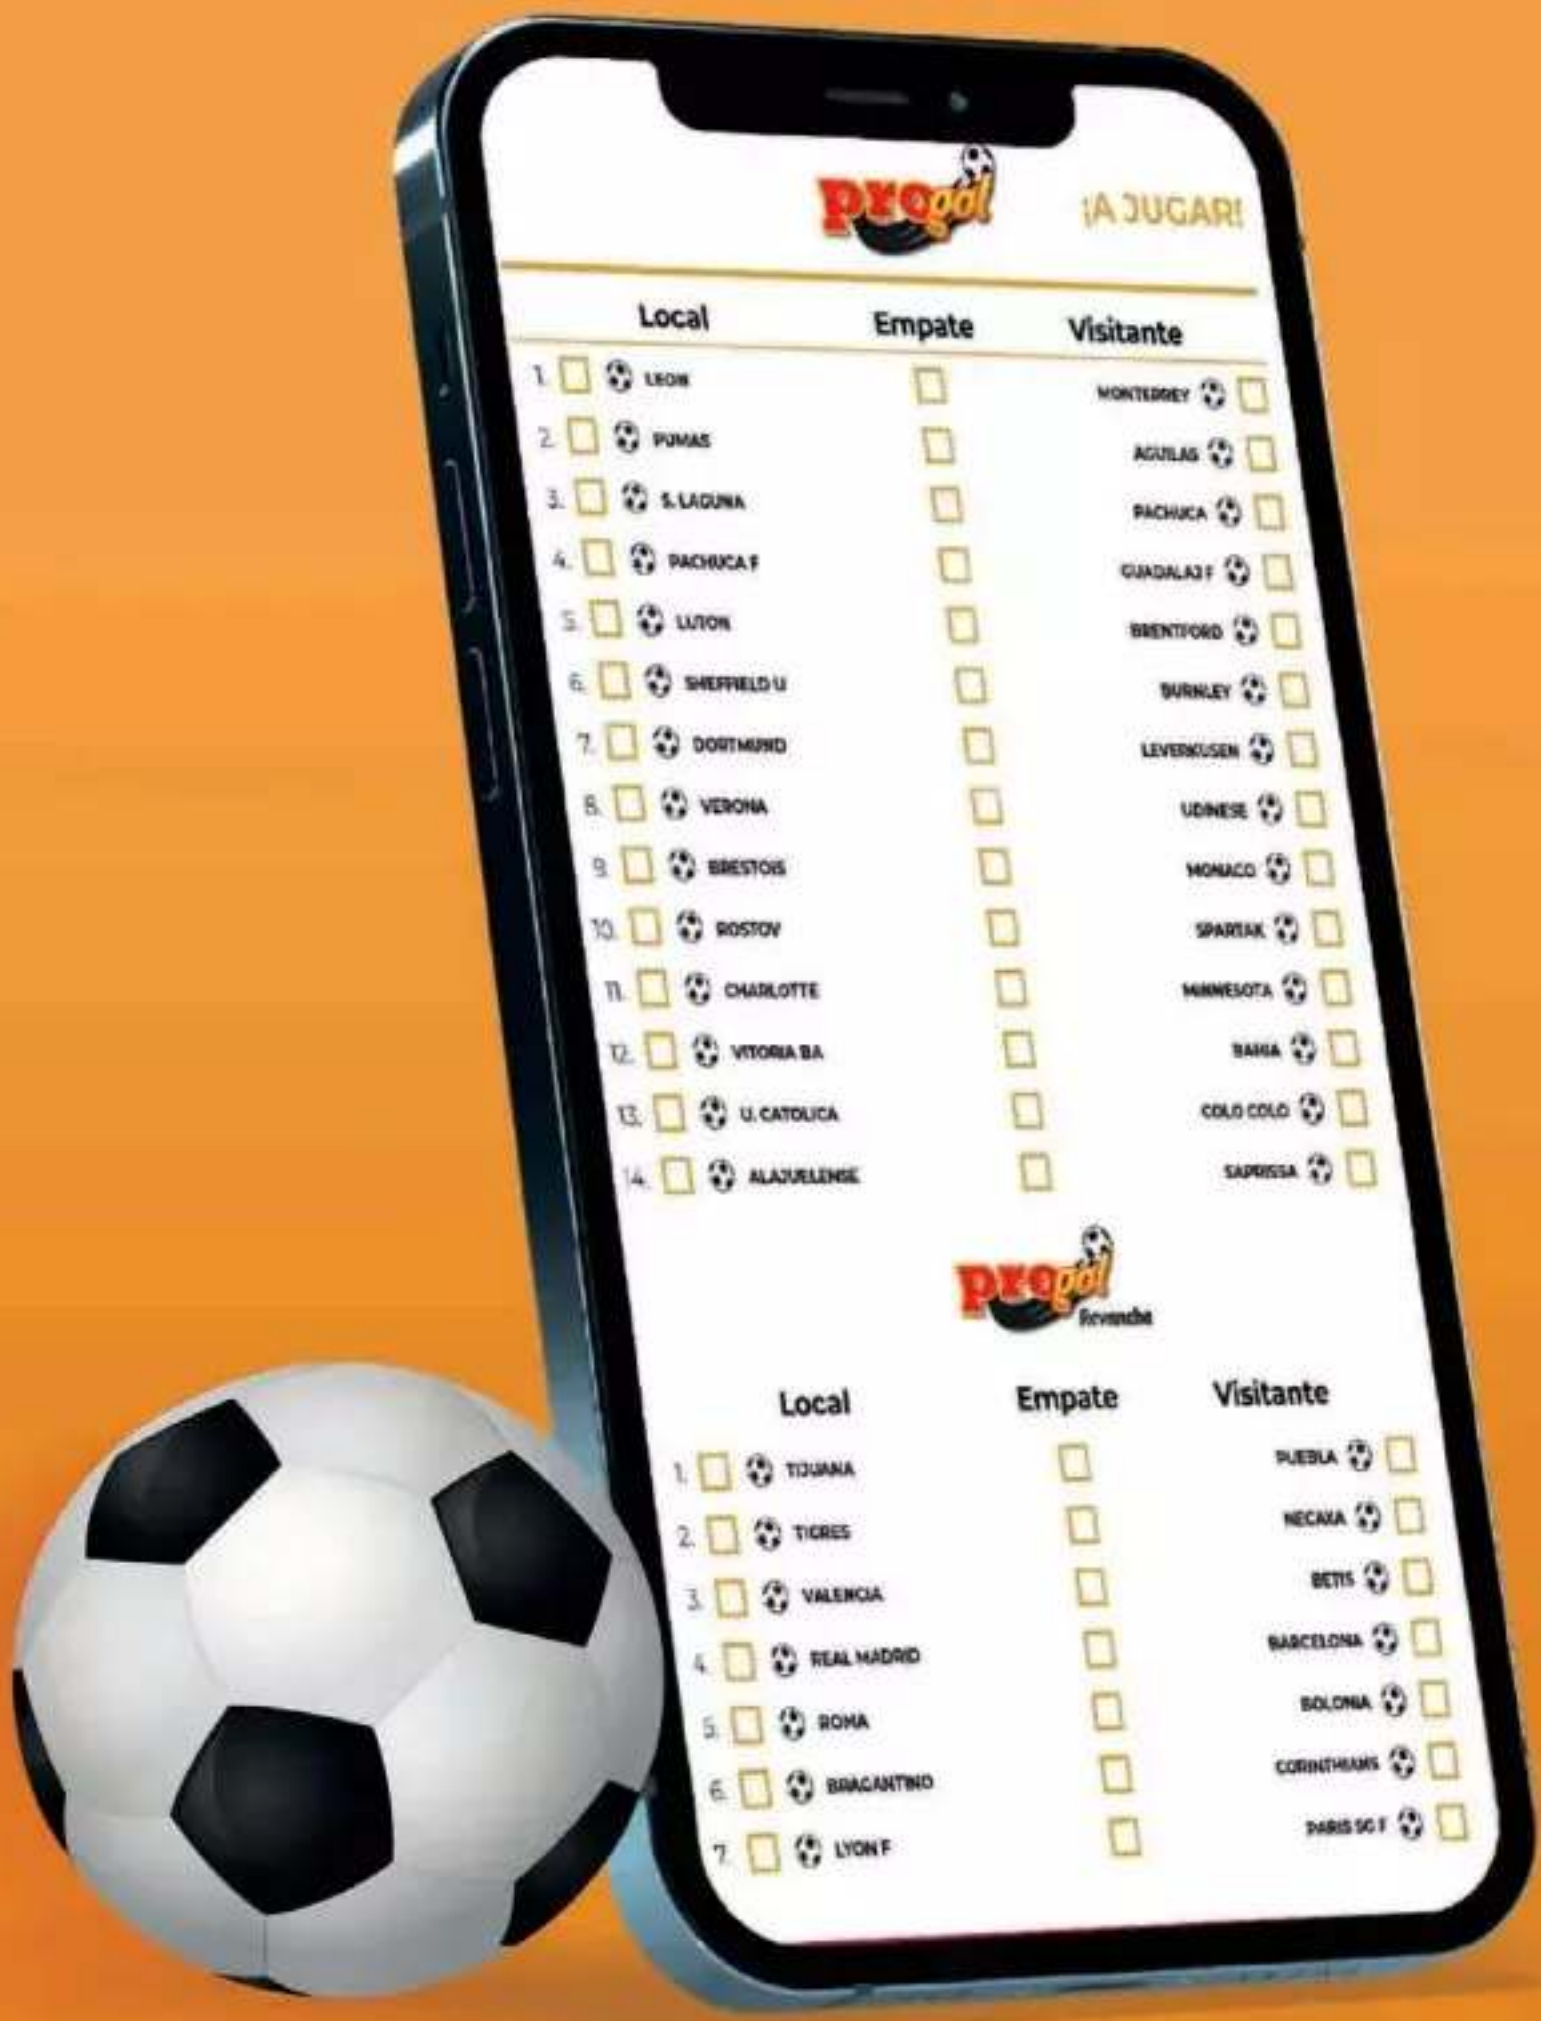 progol ¡A JUGAR!
Local Empate Visitante
1. LEON MONTERREY
2. PUMAS AGUILAS
3. S. LAGUNA PACHUCA
4. PACHUCA F GUADALAJ F
5. LUTON BRENTFORD
6. SHEFFIELD U BURNLEY
7. DORTMUND LEVERKUSEN
8. VERONA UDINESE
9. BRESTOIS MONACO
10. ROSTOV SPARTAK
11. CHARLOTTE MINNESOTA
12. VITORIA BA BAHIA
13. U. CATOLICA COLO COLO
14. ALAJUELENSE SAPRISSA
progol
Revancha
Local Empate Visitante
1. TIJUANA PUEBLA
2. TIGRES NECAXA
3. VALENCIA BETIS
4. REAL MADRID BARCELONA
5. ROMA BOLONIA
6. BRAGANTINO CORINTHIANS
7. LYON F PARIS SG F